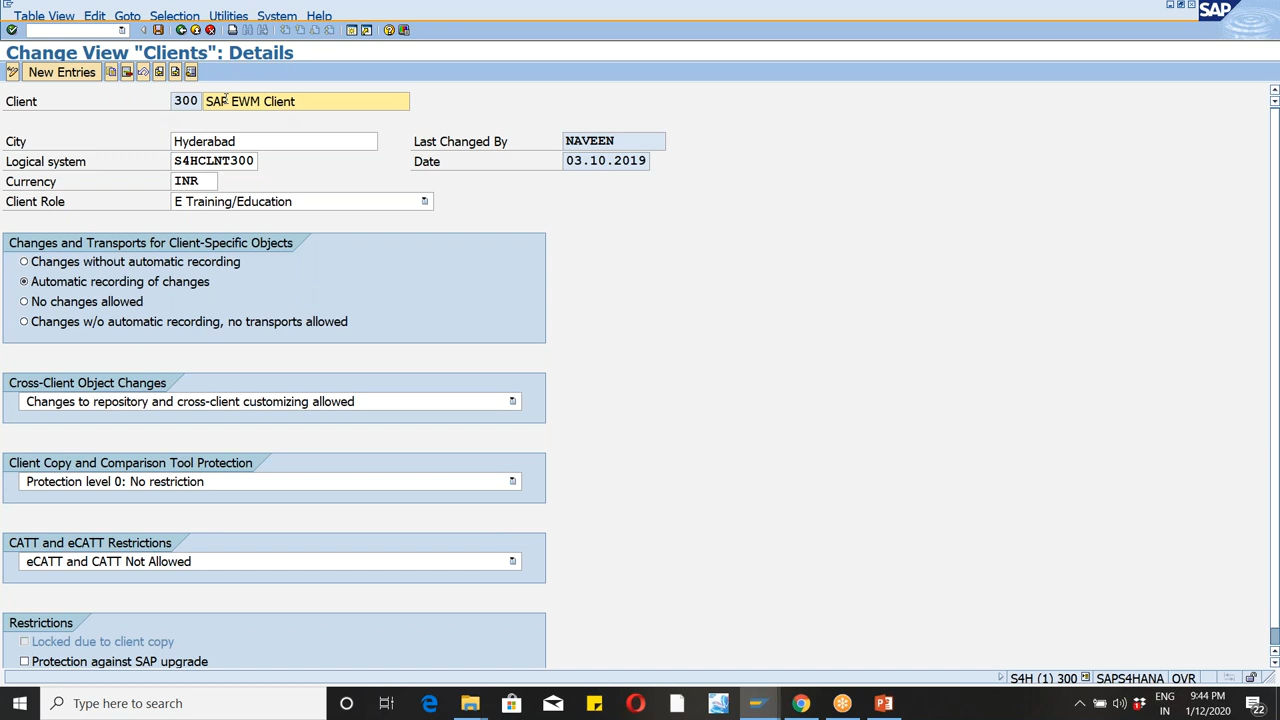 Table View Edit Goto Selection Utilities System Help
SAP
Change View "Clients": Details
New Entries
Client 300 SAP EWM Client
City Hyderabad Last Changed By NAVEEN
Logical system S4HCLNT300 Date 03.10.2019
Currency INR
Client Role E Training/Education
Changes and Transports for Client-Specific Objects
Changes without automatic recording
Automatic recording of changes
No changes allowed
Changes w/o automatic recording, no transports allowed
Cross-Client Object Changes
Changes to repository and cross-client customizing allowed
Client Copy and Comparison Tool Protection
Protection level 0: No restriction
CATT and eCATT Restrictions
eCATT and CATT Not Allowed
Restrictions
Locked due to client copy
Protection against SAP upgrade
S4H (1) 300 SAPS4HANA OVR
Type here to search
ENG
IN
9:44 PM
1/12/2020
22